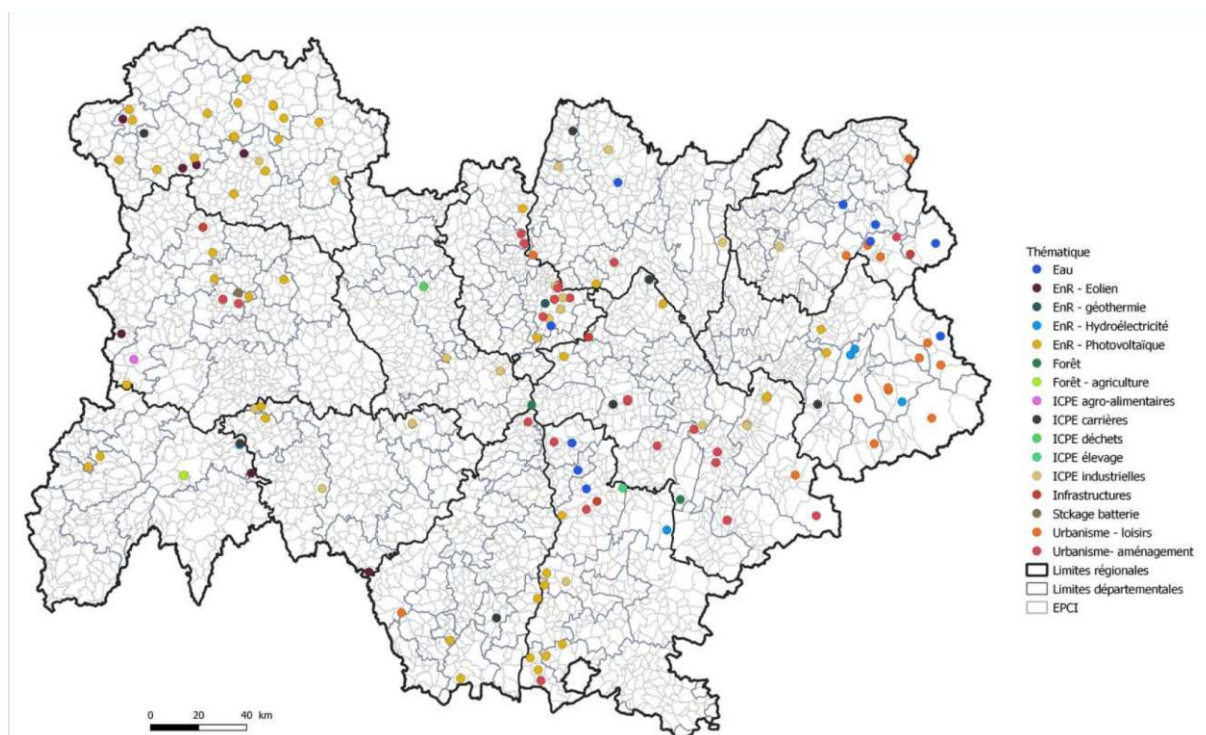 Thématique
Eau
EnR - Eolien
EnR - géothermie
EnR - Hydroélectricité
EnR - Photovoltaïque
Forêt
Forêt - agriculture
ICPE agro-alimentaires
ICPE carrières
ICPE déchets
ICPE élevage
ICPE industrielles
Infrastructures
Stckage batterie
Urbanisme - loisirs
Urbanisme- aménagement
Limites régionales
Limites départementales
EPCI
0 20 40 km